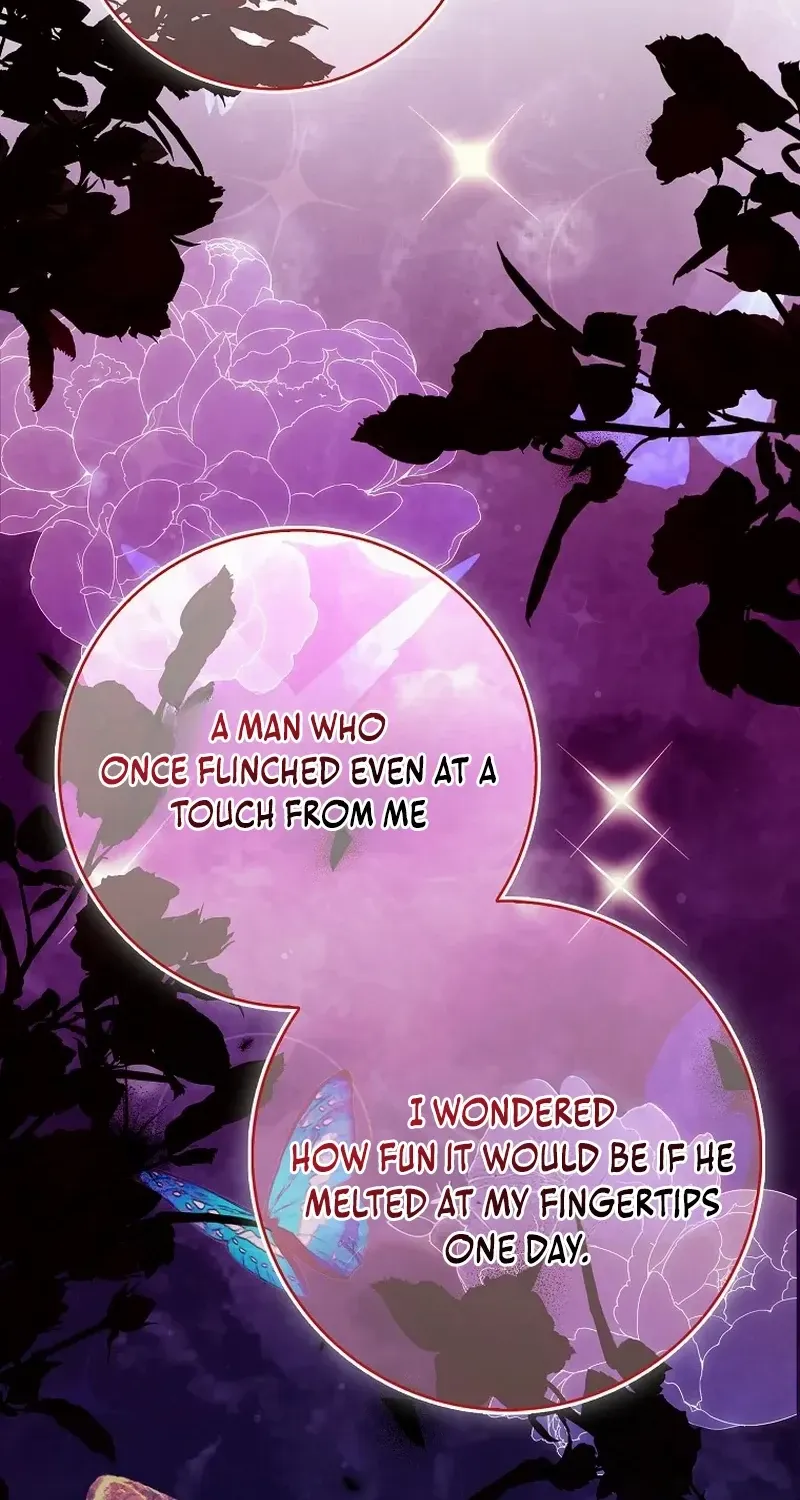 A MAN WHO
ONCE FLINCHED EVEN AT A
TOUCH FROM ME
I WONDERED
HOW FUN IT WOULD BE IF HE
MELTED AT MY FINGERTIPS
ONE DAY.